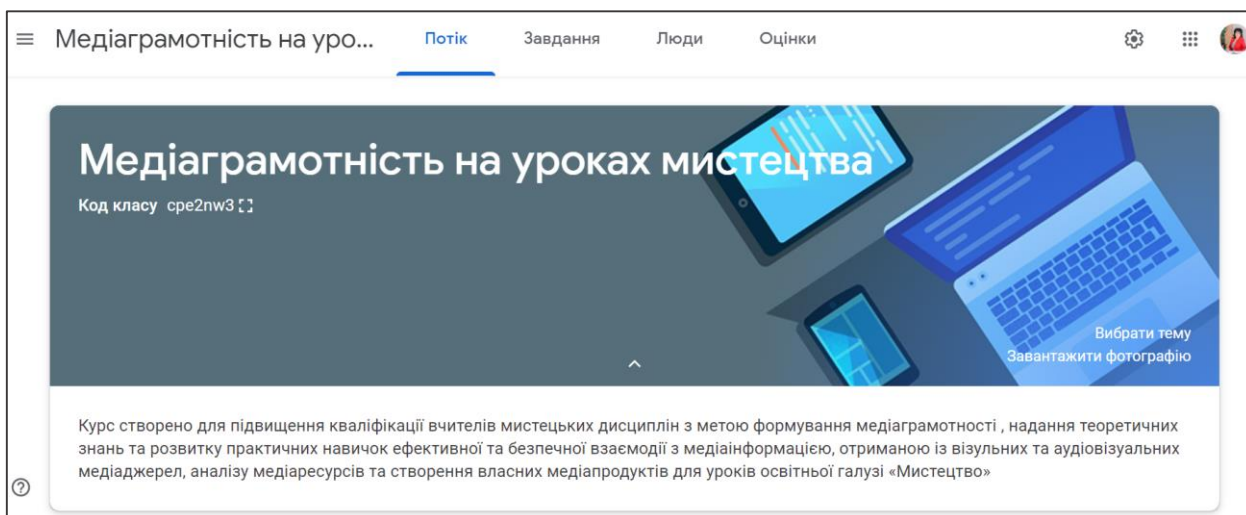 Медіаграмотність на уро... Потік Завдання Люди Оцінки
Медіаграмотність на уроках мистецтва
Код класу cpe2nw3
Вибрати тему
Завантажити фотографію
Курс створено для підвищення кваліфікації вчителів мистецьких дисциплін з метою формування медіаграмотності , надання теоретичних
знань та розвитку практичних навичок ефективної та безпечної взаємодії з медіаінформацією, отриманою із візуальних та аудіовізуальних
медіаджерел, аналізу медіаресурсів та створення власних медіапродуктів для уроків освітньої галузі «Мистецтво»